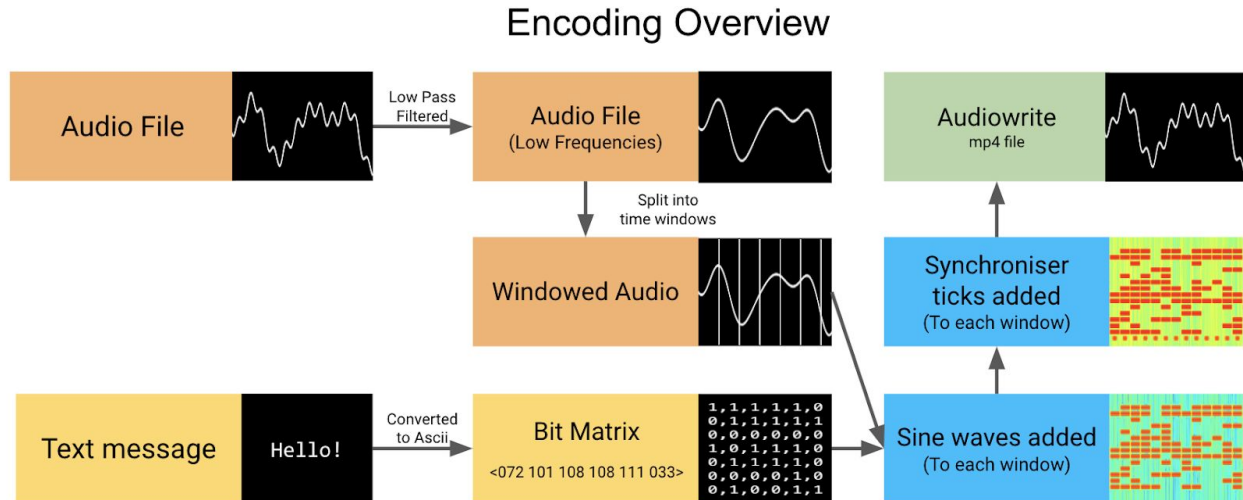 Encoding Overview
Audio File
Low Pass
Filtered
Audio File
(Low Frequencies)
Audiowrite
mp4 file
Split into
time windows
Windowed Audio
Synchroniser
ticks added
(To each window)
Text message
Hello!
Converted
to Ascii
Bit Matrix
<072 101 108 108 111 033>
1,1,1,1,1,0
0,1,1,1,1,1
0,0,0,0,0,0
1,0,1,1,0,0
0,1,1,1,1,0
0,0,0,0,1,0
0,1,0,0,1,1
Sine waves added
(To each window)